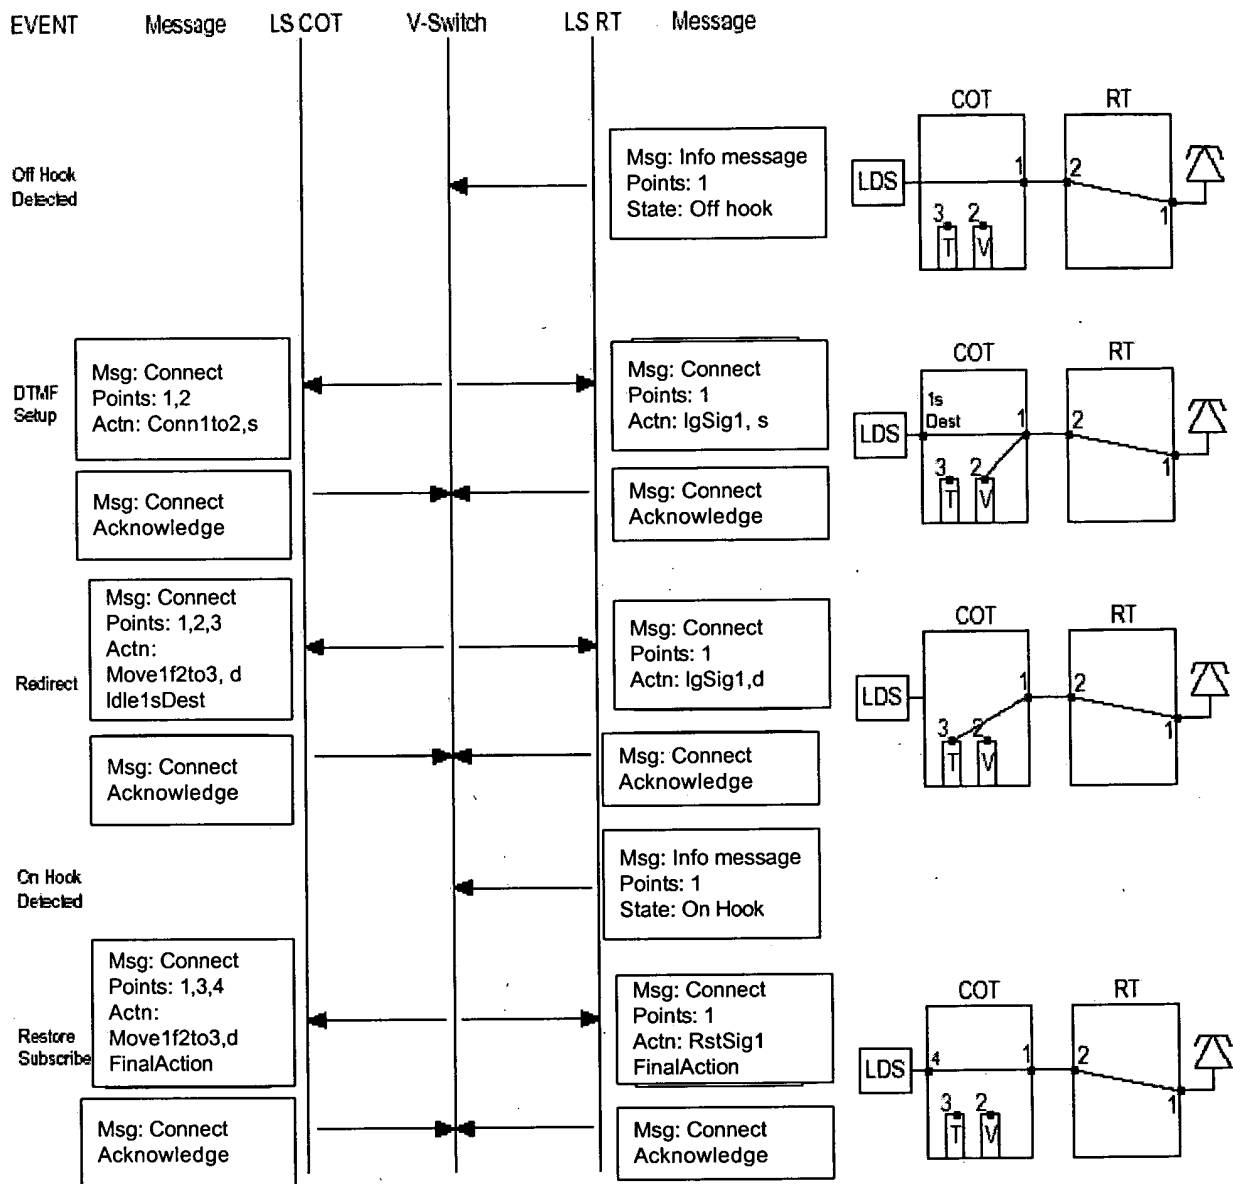 EVENT Message LS COT V-Switch LS RT Message
COT RT
Off Hook
Detected
Msg: Info message
Points: 1
State: Off hook
LDS
1
2
1
3
2
T
V
DTMF
Setup
Msg: Connect
Points: 1,2
Actn: Conn1to2,s
Msg: Connect
Points: 1
Actn: IgSig1, s
COT RT
1s
Dest
LDS
1
2
1
3
2
T
V
Msg: Connect
Acknowledge
Msg: Connect
Acknowledge
Redirect
Msg: Connect
Points: 1,2,3
Actn:
Move1f2to3, d
Idle1sDest
Msg: Connect
Points: 1
Actn: IgSig1,d
COT RT
LDS
1
2
1
3
2
T
V
Msg: Connect
Acknowledge
Msg: Connect
Acknowledge
On Hook
Detected
Msg: Info message
Points: 1
State: On Hook
Restore
Subscribe
Msg: Connect
Points: 1,3,4
Actn:
Move1f2to3,d
FinalAction
Msg: Connect
Points: 1
Actn: RstSig1
FinalAction
COT RT
LDS
4
1
2
1
3
2
T
V
Msg: Connect
Acknowledge
Msg: Connect
Acknowledge